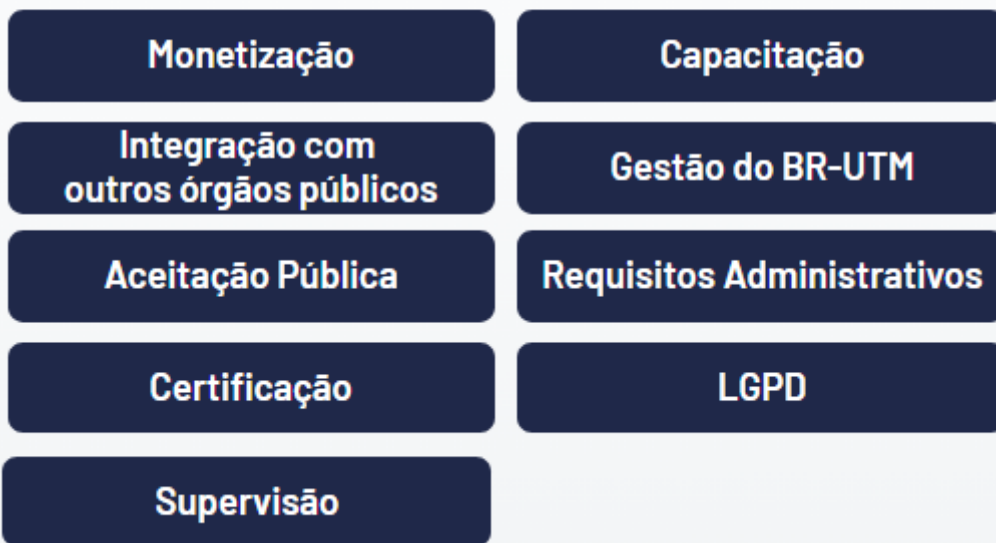 Monetização
Capacitação
Integração com
outros órgãos públicos
Gestão do BR-UTM
Aceitação Pública
Requisitos Administrativos
Certificação
LGPD
Supervisão